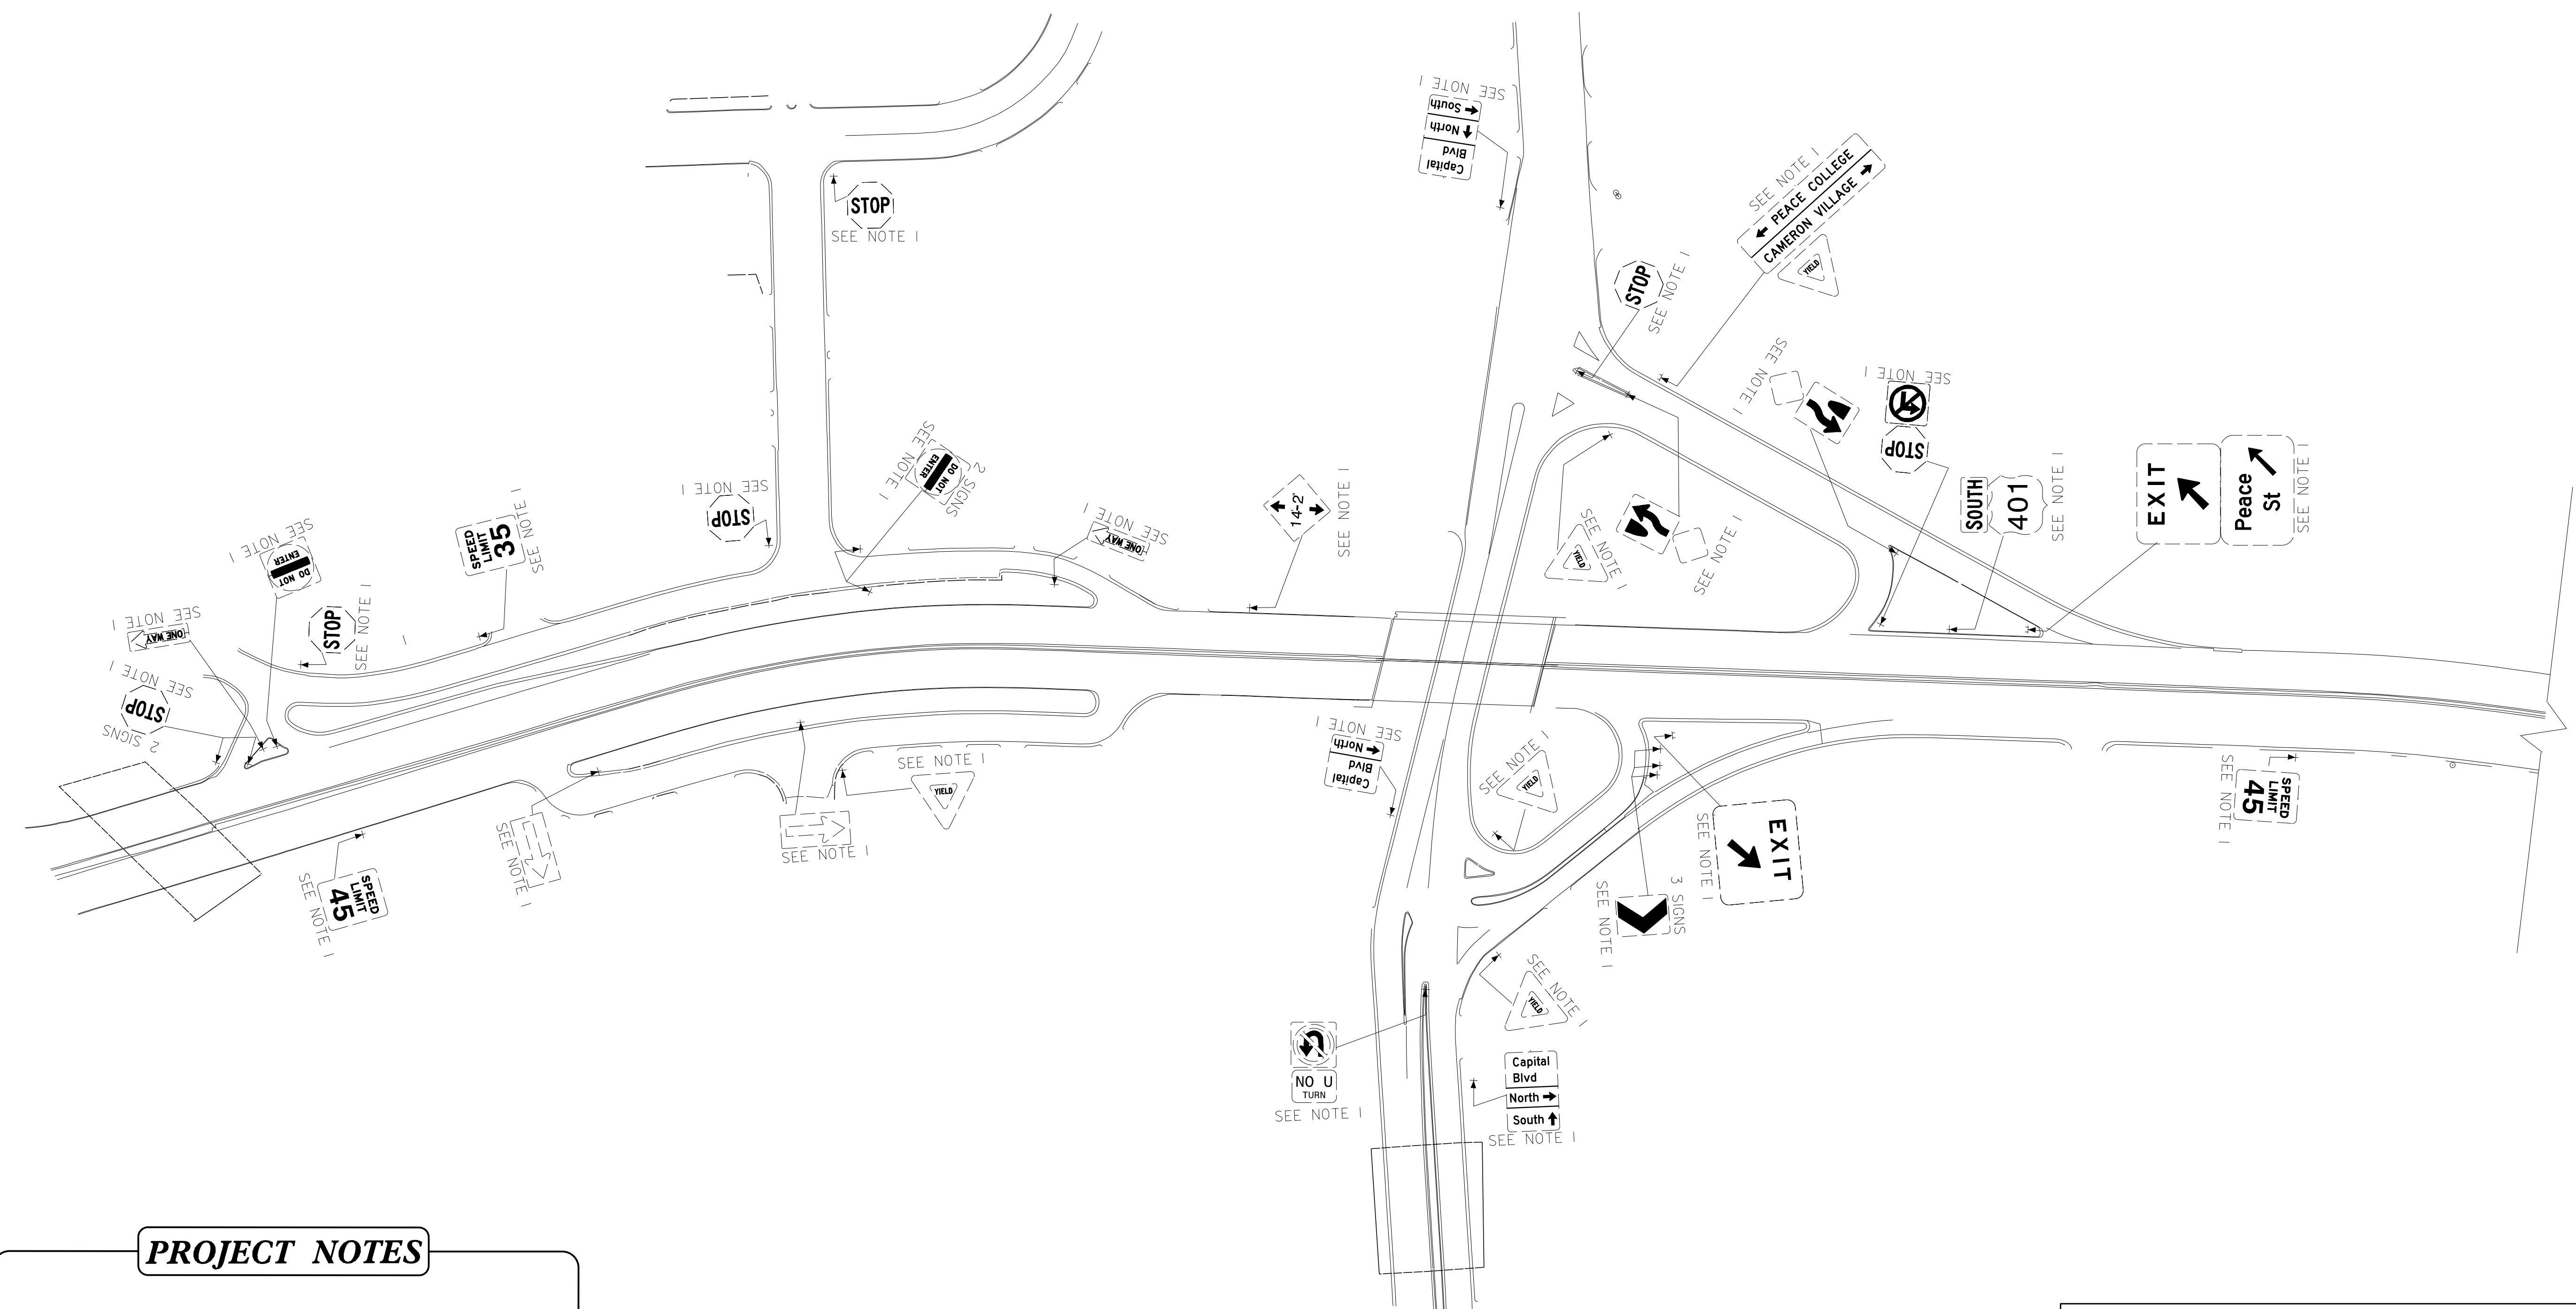 SEE NOTE 1
South
North
Blvd
Capital
SEE NOTE 1
PEACE COLLEGE
CAMERON VILLAGE
YIELD
STOP
SEE NOTE 1
STOP
SEE NOTE 1
SEE NOTE 1
SEE NOTE 1
STOP
SOUTH
401
SEE NOTE 1
EXIT
Peace
St
SEE NOTE 1
SEE NOTE 1
DO NOT
ENTER
2 SIGNS
SEE NOTE 1
STOP
SEE NOTE 1
ONE WAY
14'-2"
SEE NOTE 1
SPEED
LIMIT
35
SEE NOTE 1
SEE NOTE 1
DO NOT
ENTER
STOP
SEE NOTE 1
SEE NOTE 1
ONE WAY
SEE NOTE 1
STOP
2 SIGNS
YIELD
SEE NOTE 1
SEE NOTE 1
SEE NOTE 1
North
Blvd
Capital
SEE NOTE 1
YIELD
SEE NOTE 1
YIELD
SEE NOTE 1
SEE NOTE 1
SPEED
LIMIT
45
SEE NOTE 1
SPEED
LIMIT
45
SEE NOTE 1
EXIT
SEE NOTE 1
3 SIGNS
SEE NOTE 1
SEE NOTE 1
YIELD
NO U
TURN
SEE NOTE 1
Capital
Blvd
North
South
SEE NOTE 1
PROJECT NOTES